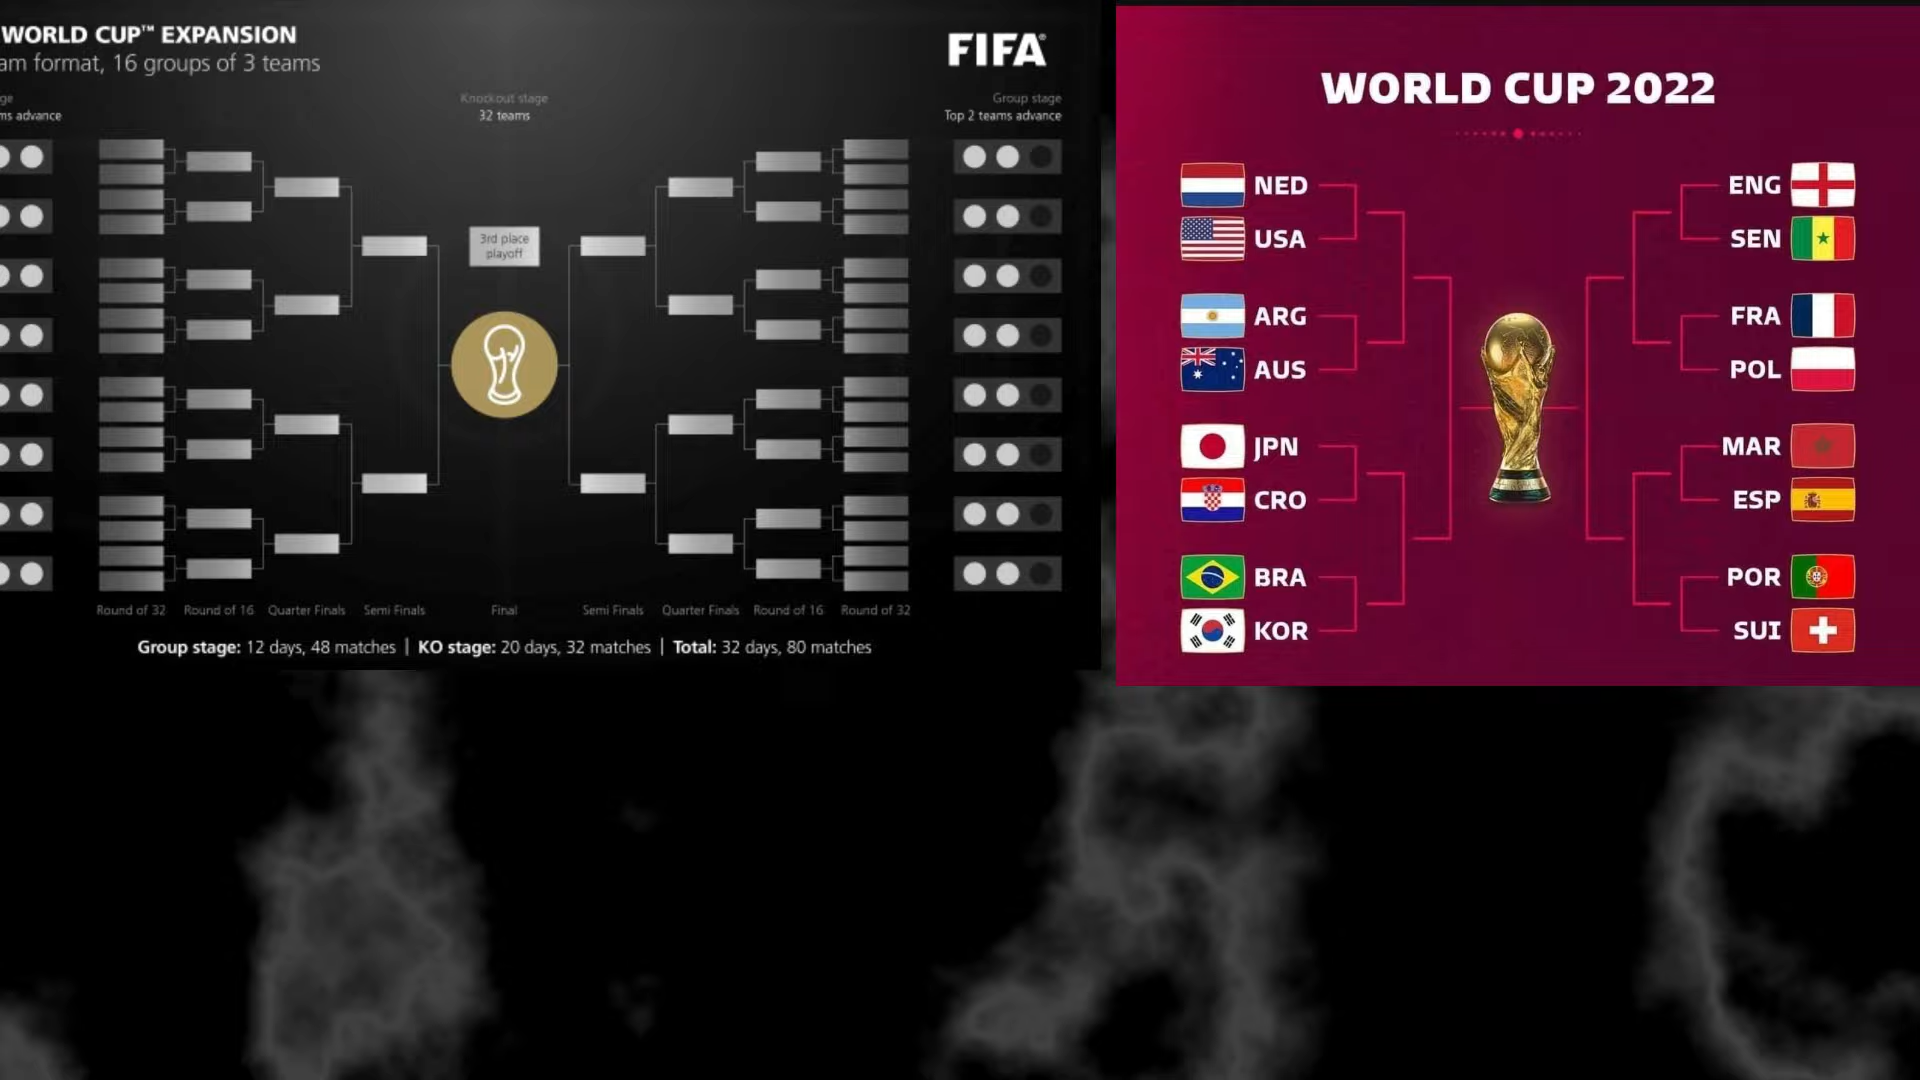 WORLD CUP™ EXPANSION
am format, 16 groups of 3 teams
FIFA
ge
ms advance
Knockout stage
32 teams
Group stage
Top 2 teams advance
3rd place
playoff
Round of 32 Round of 16 Quarter Finals Semi Finals Final Semi Finals Quarter Finals Round of 16 Round of 32
Group stage: 12 days, 48 matches | KO stage: 20 days, 32 matches | Total: 32 days, 80 matches
WORLD CUP 2022
NED
USA
ARG
AUS
JPN
CRO
BRA
KOR
ENG
SEN
FRA
POL
MAR
ESP
POR
SUI